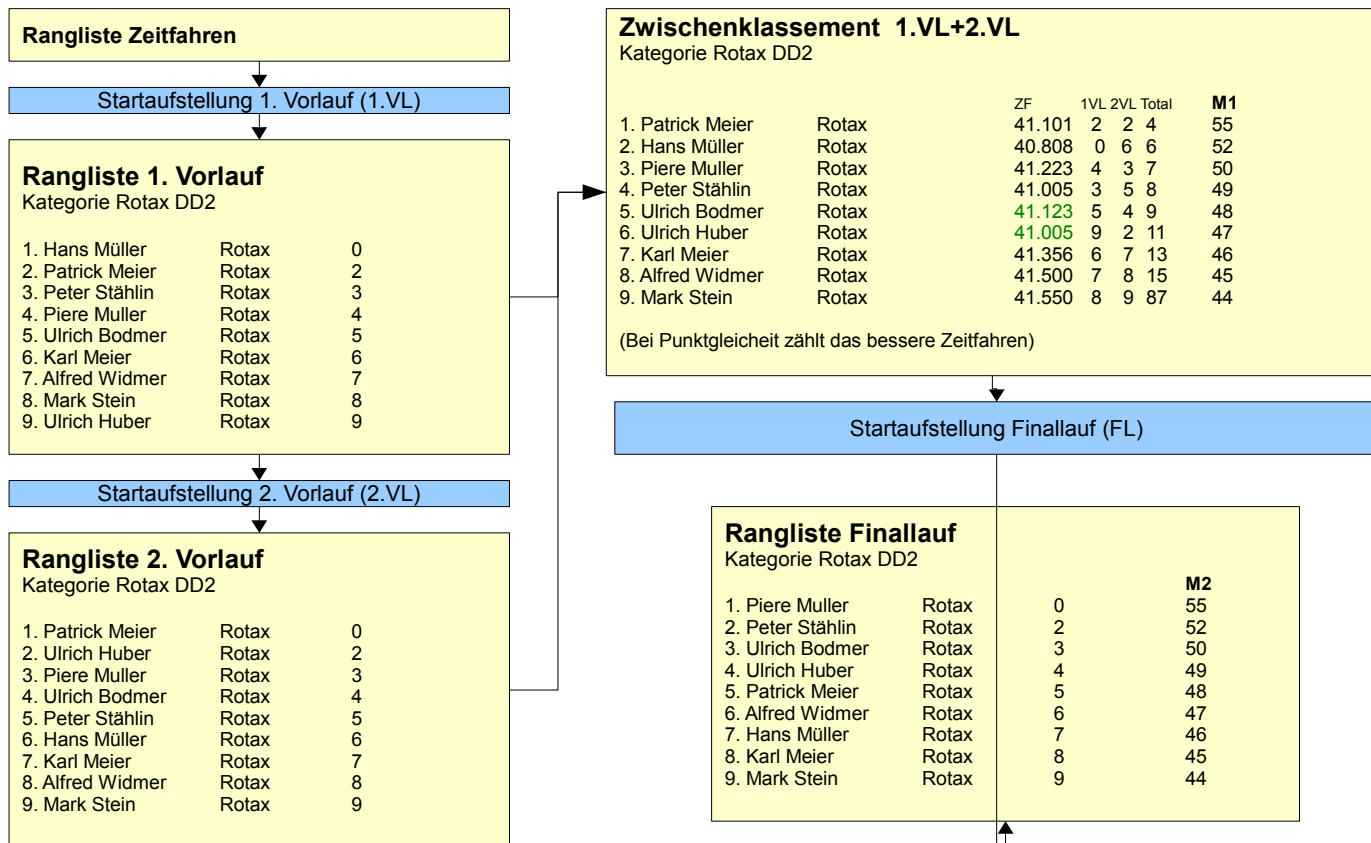 Rangliste Zeitfahren
Startaufstellung 1. Vorlauf (1.VL)
Rangliste 1. Vorlauf
Kategorie Rotax DD2
1. Hans Müller Rotax 0
2. Patrick Meier Rotax 2
3. Peter Stählin Rotax 3
4. Piere Muller Rotax 4
5. Ulrich Bodmer Rotax 5
6. Karl Meier Rotax 6
7. Alfred Widmer Rotax 7
8. Mark Stein Rotax 8
9. Ulrich Huber Rotax 9
Startaufstellung 2. Vorlauf (2.VL)
Rangliste 2. Vorlauf
Kategorie Rotax DD2
1. Patrick Meier Rotax 0
2. Ulrich Huber Rotax 2
3. Piere Muller Rotax 3
4. Ulrich Bodmer Rotax 4
5. Peter Stählin Rotax 5
6. Hans Müller Rotax 6
7. Karl Meier Rotax 7
8. Alfred Widmer Rotax 8
9. Mark Stein Rotax 9
Zwischenklassement 1.VL+2.VL
Kategorie Rotax DD2
ZF 1VL 2VL Total M1
1. Patrick Meier Rotax 41.101 2 2 4 55
2. Hans Müller Rotax 40.808 0 6 6 52
3. Piere Muller Rotax 41.223 4 3 7 50
4. Peter Stählin Rotax 41.005 3 5 8 49
5. Ulrich Bodmer Rotax 41.123 5 4 9 48
6. Ulrich Huber Rotax 41.005 9 2 11 47
7. Karl Meier Rotax 41.356 6 7 13 46
8. Alfred Widmer Rotax 41.500 7 8 15 45
9. Mark Stein Rotax 41.550 8 9 87 44
(Bei Punktgleicheit zählt das bessere Zeitfahren)
Startaufstellung Finallauf (FL)
Rangliste Finallauf
Kategorie Rotax DD2
M2
1. Piere Muller Rotax 0 55
2. Peter Stählin Rotax 2 52
3. Ulrich Bodmer Rotax 3 50
4. Ulrich Huber Rotax 4 49
5. Patrick Meier Rotax 5 48
6. Alfred Widmer Rotax 6 47
7. Hans Müller Rotax 7 46
8. Karl Meier Rotax 8 45
9. Mark Stein Rotax 9 44